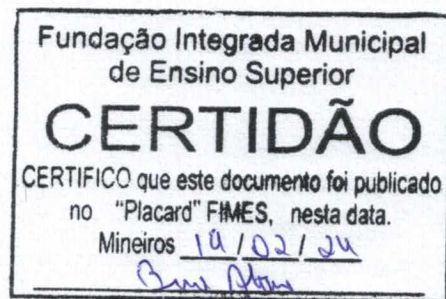 Fundação Integrada Municipal
de Ensino Superior
CERTIDÃO
CERTIFICO que este documento foi publicado
no "Placard" FIMES, nesta data.
Mineiros 19/02/24